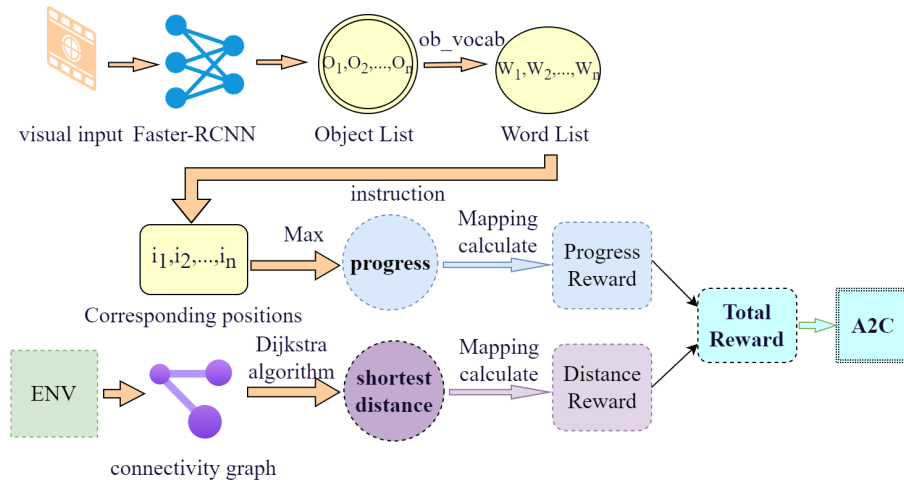 O1,O2,...,On
ob_vocab
W1,W2,...,Wn
visual input
Faster-RCNN
Object List
Word List
instruction
i1,i2,...,in
Max
progress
Mapping
calculate
Progress
Reward
Corresponding positions
Total
Reward
A2C
ENV
Dijkstra
algorithm
shortest
distance
Mapping
calculate
Distance
Reward
connectivity graph